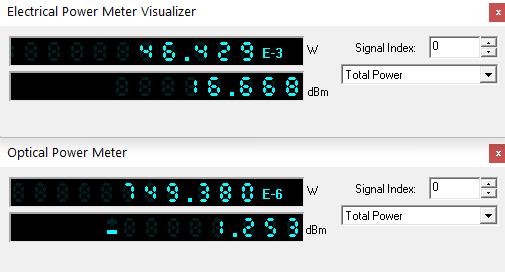 Electrical Power Meter Visualizer x
46.429 E-3 W Signal Index: 0
Total Power
16.668 dBm
Optical Power Meter x
749.380 E-6 W Signal Index: 0
Total Power
- 1.253 dBm